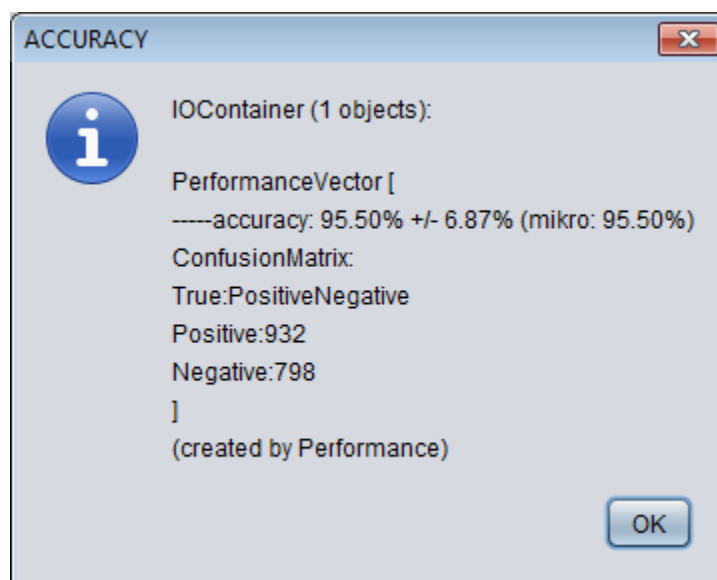 ACCURACY
IOContainer (1 objects):
PerformanceVector [
-----accuracy: 95.50% +/- 6.87% (mikro: 95.50%)
ConfusionMatrix:
True:PositiveNegative
Positive:932
Negative:798
]
(created by Performance)
OK